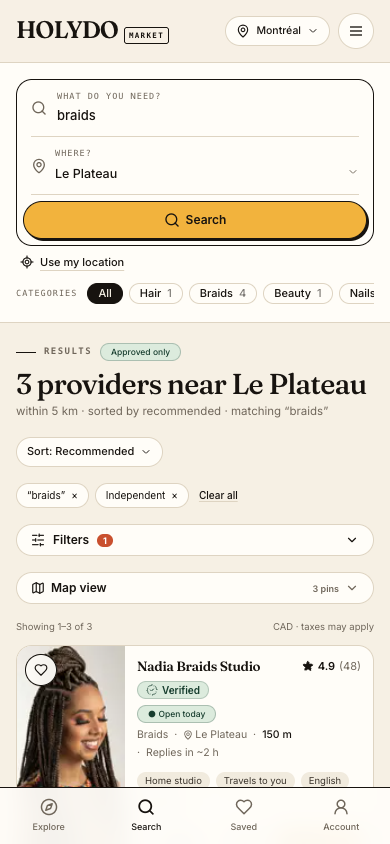 HOLYDO MARKET
Montréal
WHAT DO YOU NEED?
braids
WHERE?
Le Plateau
Search
Use my location
CATEGORIES All Hair 1 Braids 4 Beauty 1 Nails
RESULTS Approved only
3 providers near Le Plateau
within 5 km · sorted by recommended · matching “braids”
Sort: Recommended
“braids” × Independent × Clear all
Filters 1
Map view 3 pins
Showing 1–3 of 3 CAD · taxes may apply
Nadia Braids Studio ★ 4.9 (48)
Verified
Open today
Braids · Le Plateau · 150 m
· Replies in ~2 h
Home studio Travels to you English
Explore Search Saved Account